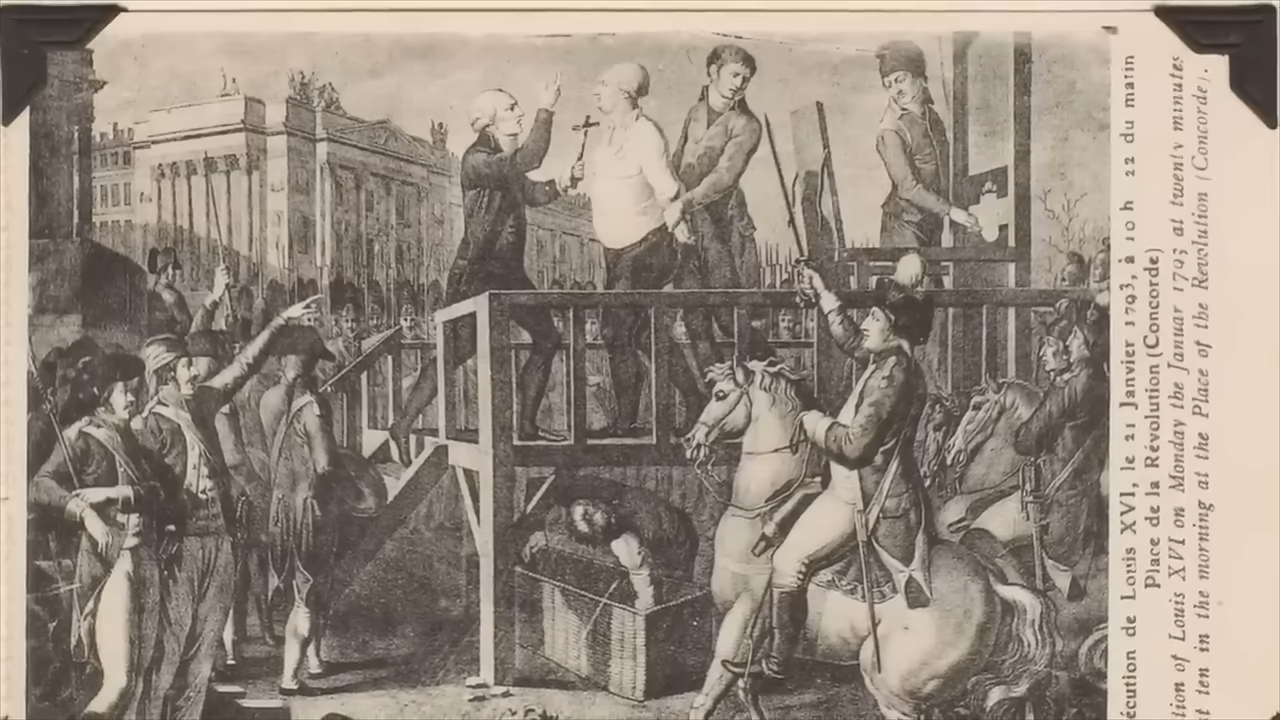 écution de Louis XVI, le 21 Janvier 1793, à 10 h 22 du matin
Place de la Révolution (Concorde)
tion of Louis XVI on Monday the Januar 1793 at twenty minutes
t ten in the morning at the Place of the Revolution (Concorde).